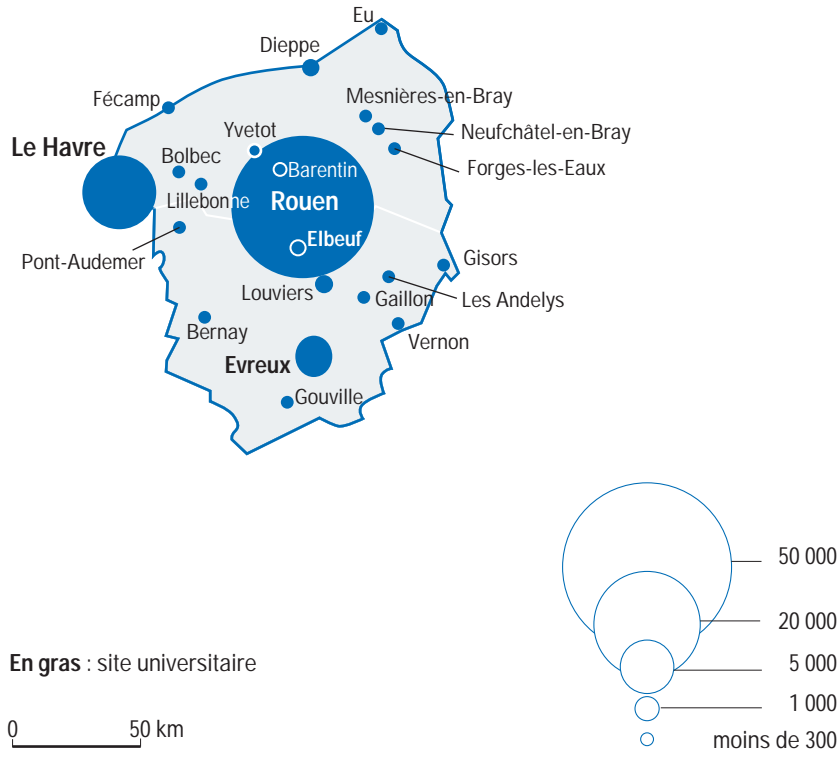 Eu
Dieppe
Fécamp
Mesnières-en-Bray
Yvetot
Neufchâtel-en-Bray
Le Havre
Bolbec
Barentin
Forges-les-Eaux
Lillebonne
Rouen
Elbeuf
Pont-Audemer
Gisors
Louviers
Gaillon
Les Andelys
Bernay
Vernon
Evreux
Gouville
50 000
20 000
En gras : site universitaire
5 000
1 000
0 50 km
moins de 300